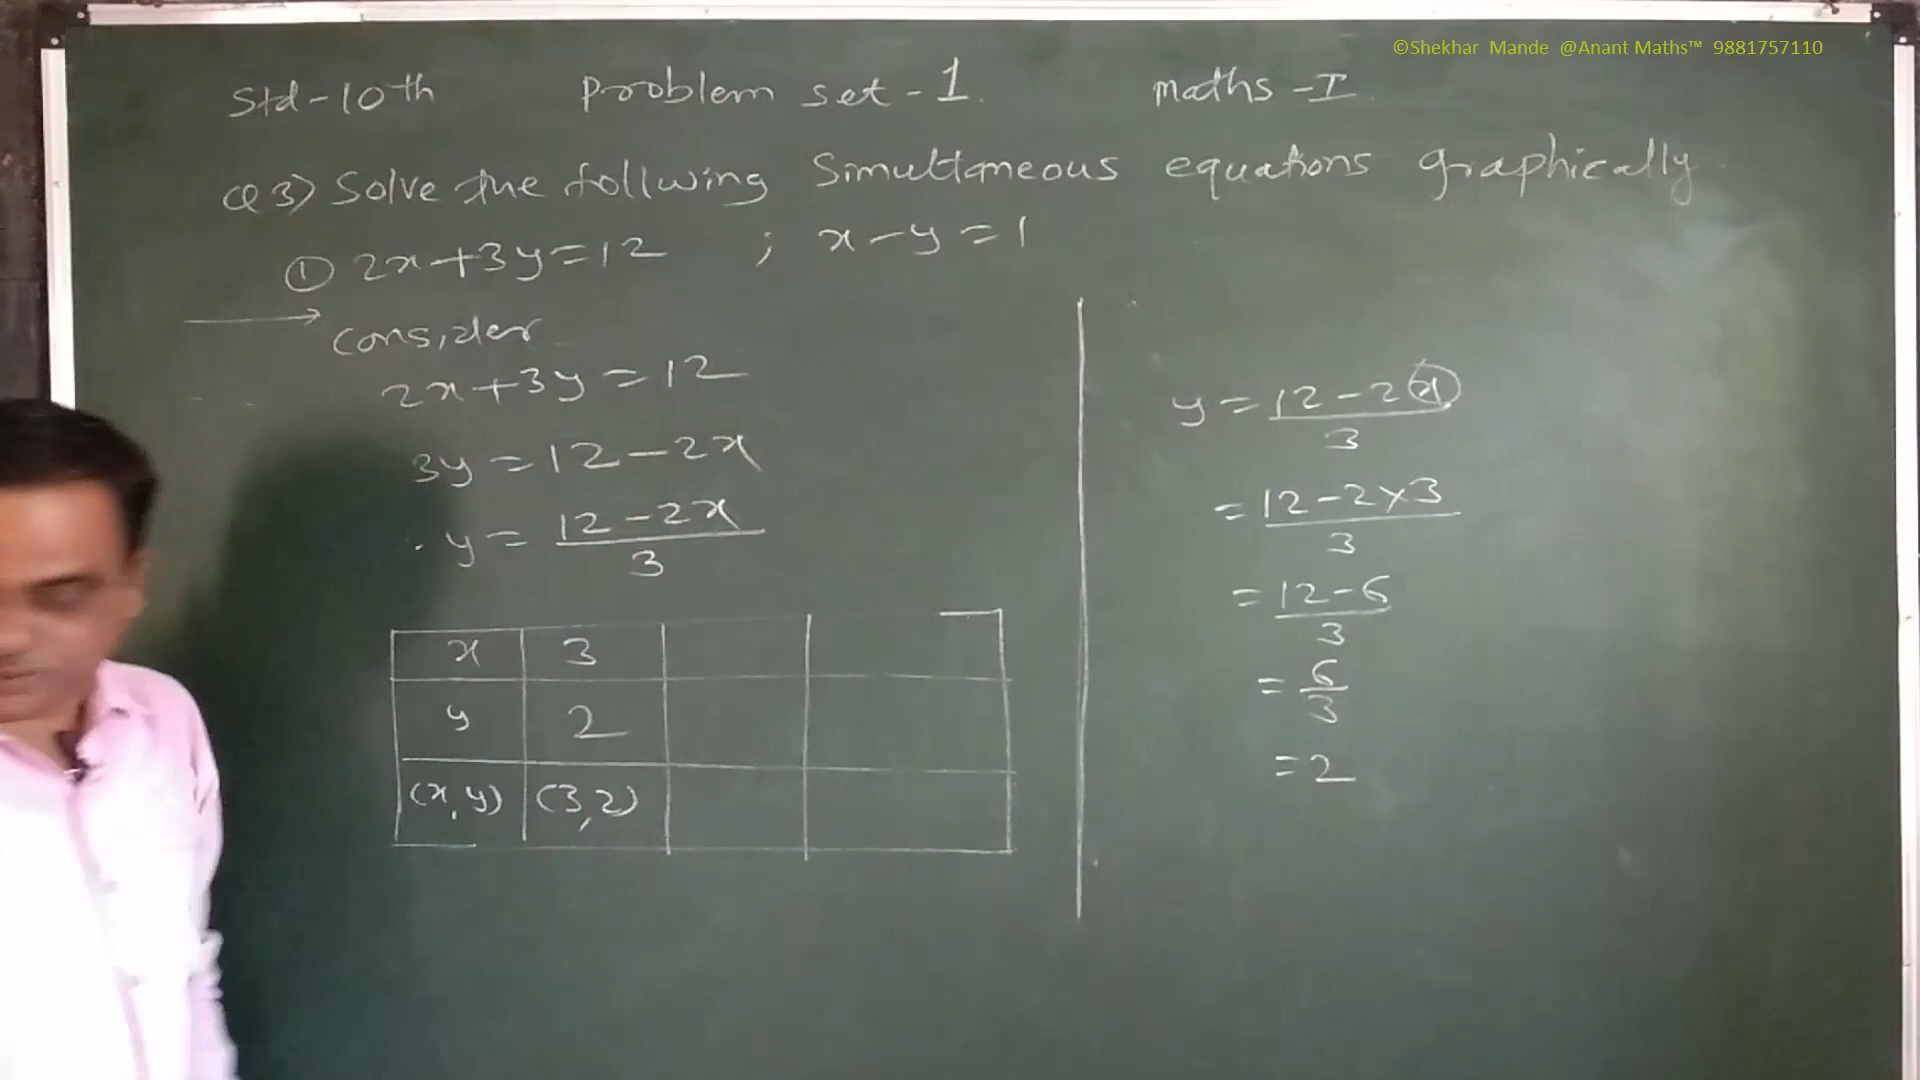 ©Shekhar Mande @Anant Maths™ 9881757110
Std-10th Problem set-1. maths-I
Q3) Solve the follwing Simultaneous equations graphically
① 2x+3y=12 ; x-y=1
consider
2x+3y=12
3y=12-2x
y=12-2x
3
x 3
y 2
(x,y) (3,2)
y=12-2x
3
=12-2×3
3
=12-6
3
=6
3
=2